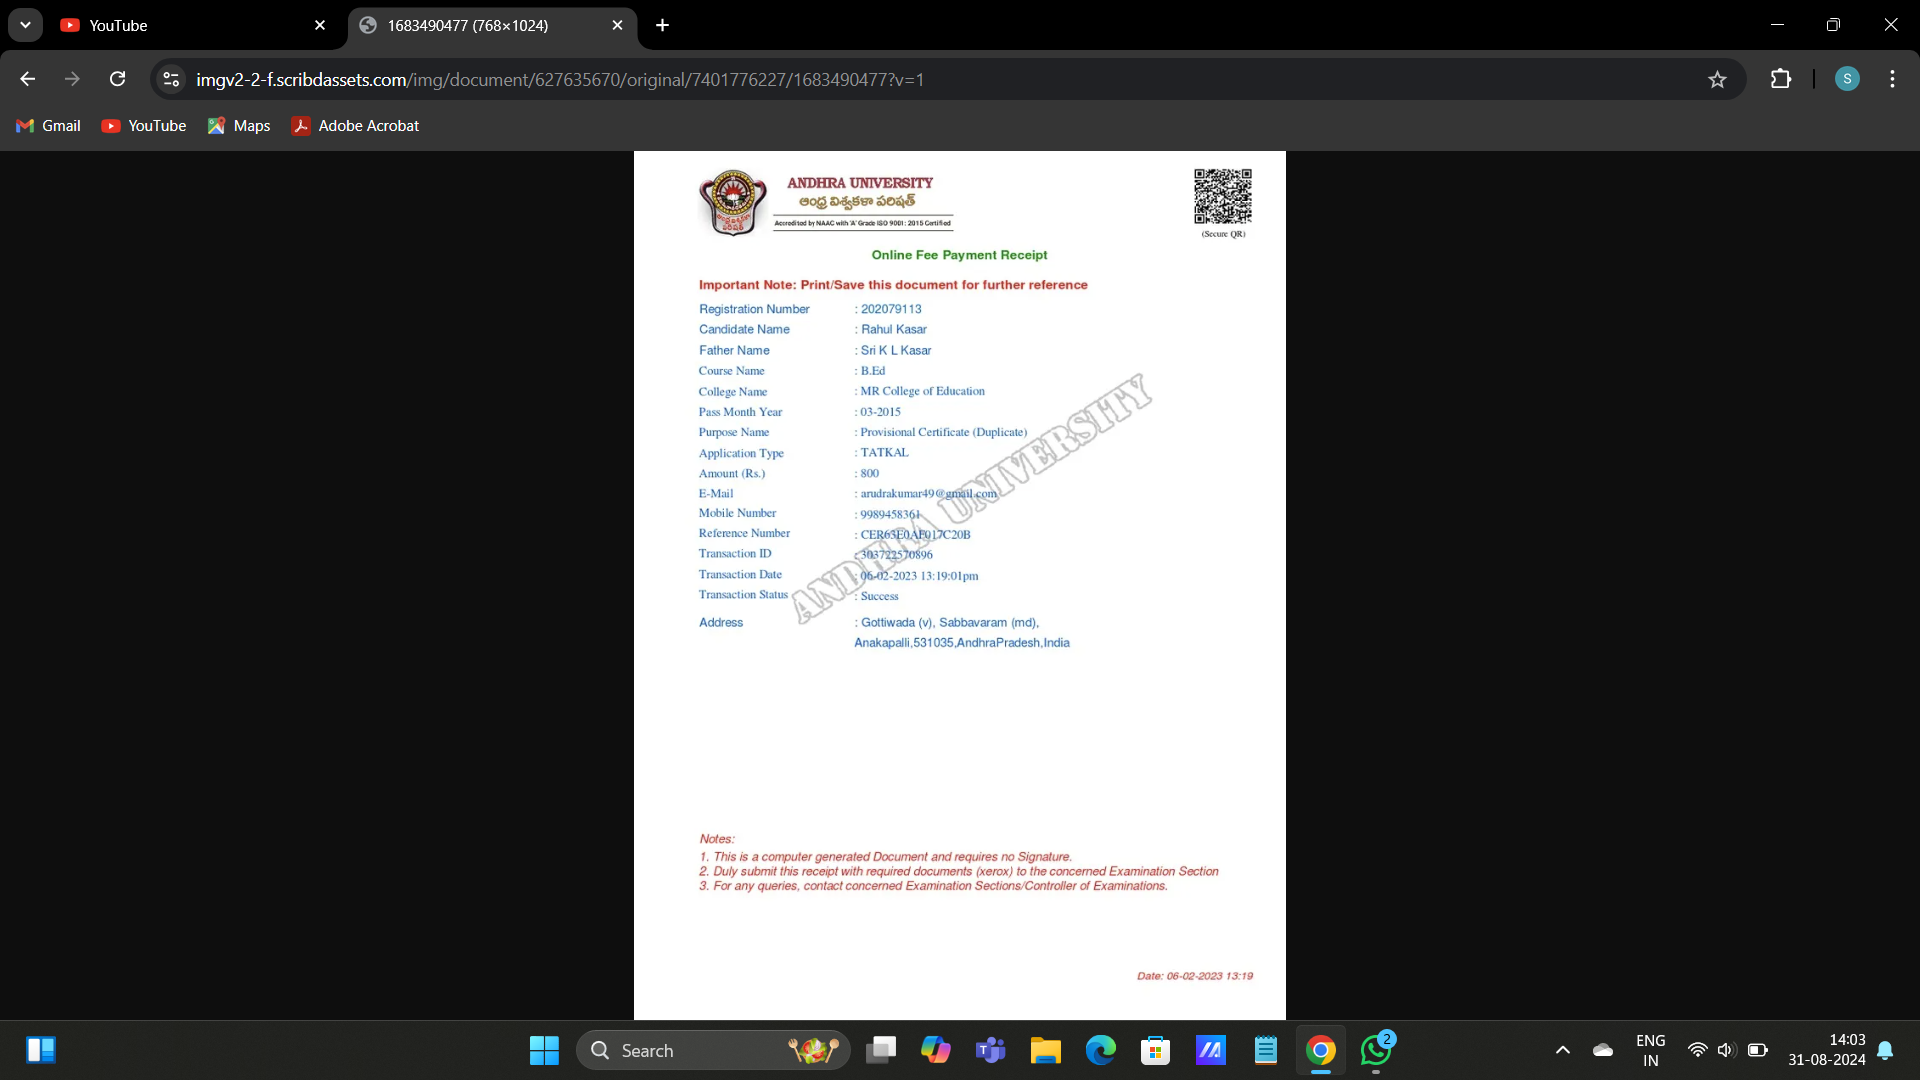 YouTube
1683490477 (768×1024)
imgv2-2-f.scribdassets.com/img/document/627635670/original/7401776227/1683490477?v=1
S
Gmail
YouTube
Maps
Adobe Acrobat
ANDHRA UNIVERSITY
ఆంధ్ర విశ్వకళా పరిషత్
Accredited by NAAC with 'A' Grade ISO 9001: 2015 Certified
(Secure QR)
Online Fee Payment Receipt
Important Note: Print/Save this document for further reference
Registration Number : 202079113
Candidate Name : Rahul Kasar
Father Name : Sri K L Kasar
Course Name : B.Ed
College Name : MR College of Education
Pass Month Year : 03-2015
Purpose Name : Provisional Certificate (Duplicate)
Application Type : TATKAL
Amount (Rs.) : 800
E-Mail : arudrakumar49@gmail.com
Mobile Number : 9989458361
Reference Number : CER63E0AF017C20B
Transaction ID : 303722570896
Transaction Date : 06-02-2023 13:19:01pm
Transaction Status : Success
Address : Gottiwada (v), Sabbavaram (md),
Anakapalli,531035,AndhraPradesh,India
ANDHRA UNIVERSITY
Notes:
1. This is a computer generated Document and requires no Signature.
2. Duly submit this receipt with required documents (xerox) to the concerned Examination Section
3. For any queries, contact concerned Examination Sections/Controller of Examinations.
Date: 06-02-2023 13:19
Search
2
ENG
IN
14:03
31-08-2024